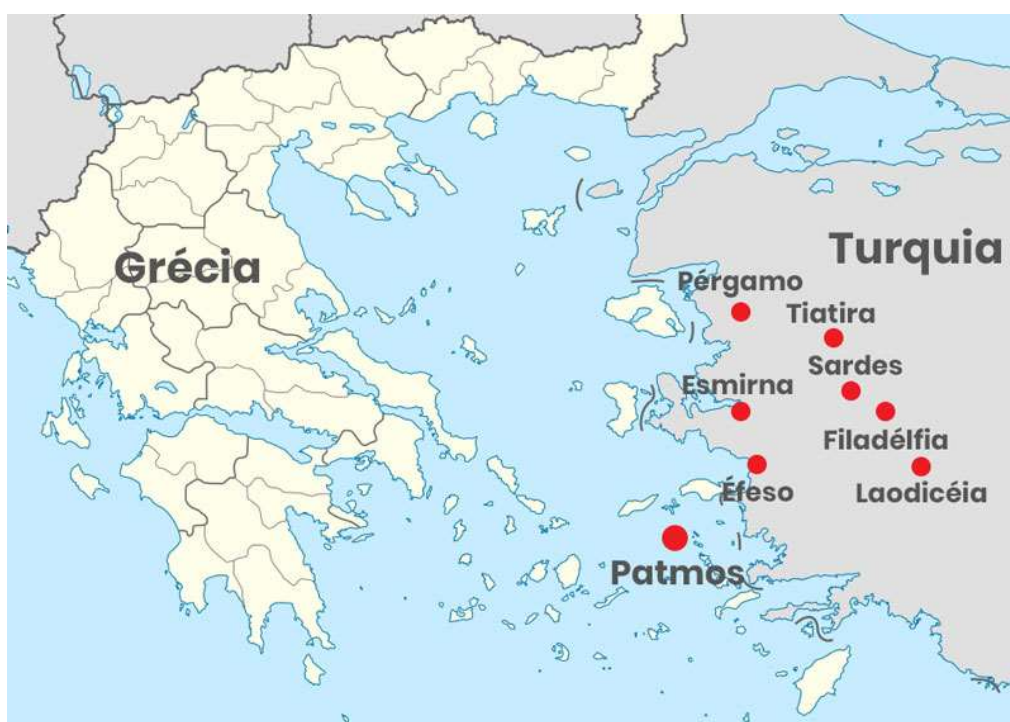 Grécia
Turquia
Pérgamo
Tiatira
Sardes
Esmirna
Filadélfia
Éfeso
Laodicéia
Patmos